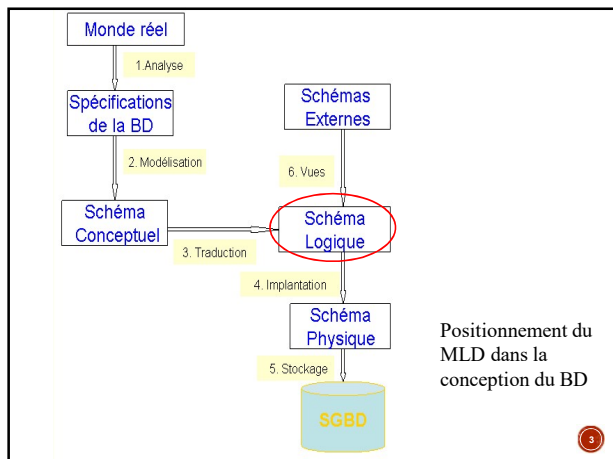 Monde réel
1.Analyse
Spécifications
de la BD
Schémas
Externes
2. Modélisation
6. Vues
Schéma
Conceptuel
3. Traduction
Schéma
Logique
4. Implantation
Schéma
Physique
5. Stockage
SGBD
Positionnement du
MLD dans la
conception du BD
3